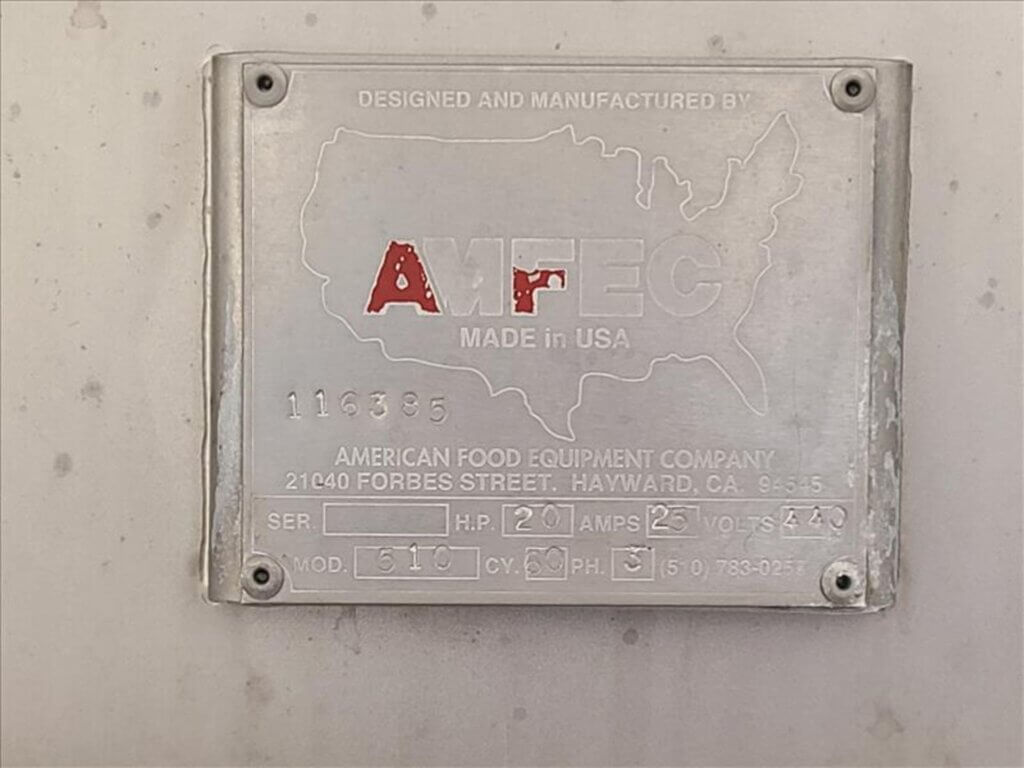 DESIGNED AND MANUFACTURED BY
AMFEC
MADE in USA
116385
AMERICAN FOOD EQUIPMENT COMPANY
21040 FORBES STREET. HAYWARD, CA. 94545
SER. H.P. 20 AMPS 25 VOLTS 440
MOD. 510 CY. 60 PH. 3